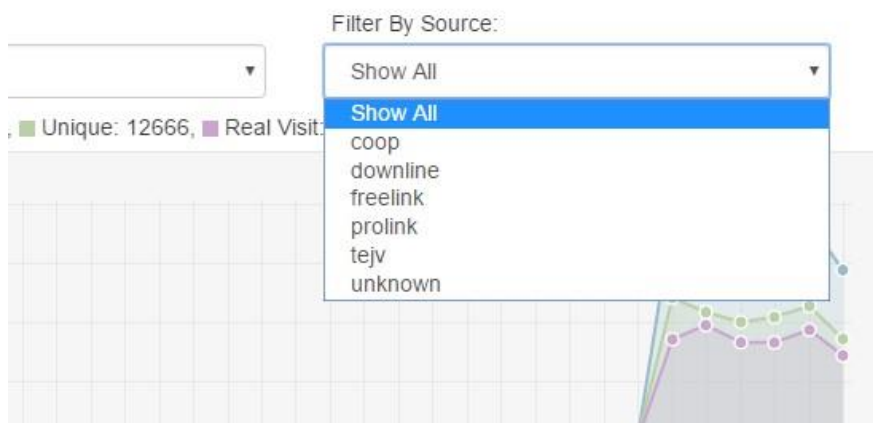 Filter By Source:
Show All
Show All
, Unique: 12666, Real Visit:
coop
downline
freelink
prolink
tejv
unknown